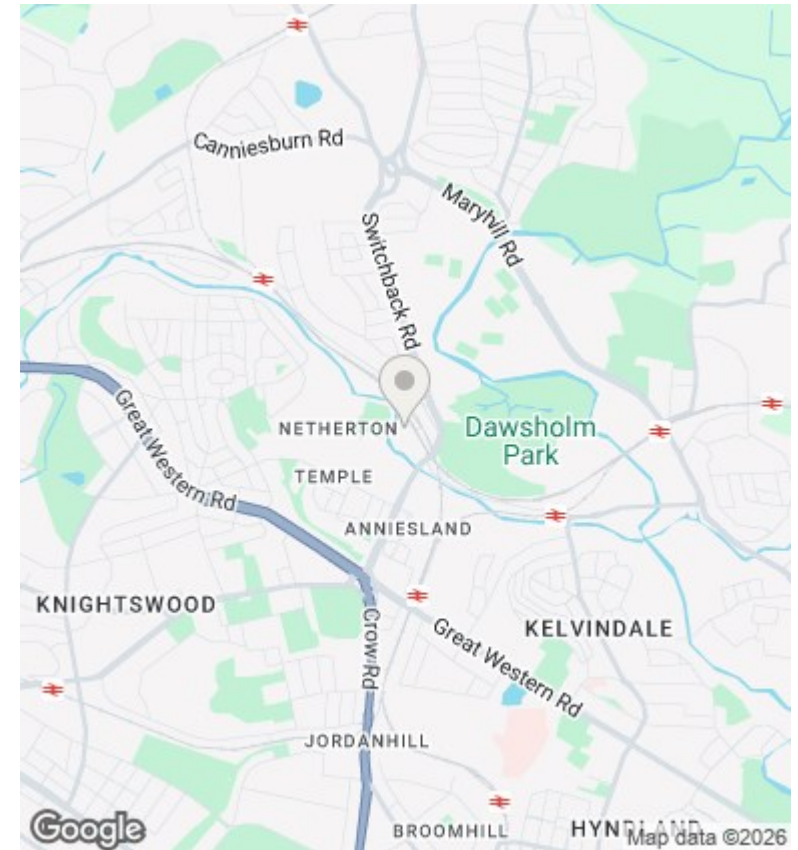 Canniesburn Rd
Maryhill Rd
Switchback Rd
Great Western Rd
NETHERTON
Dawsholm
Park
TEMPLE
ANNIESLAND
KNIGHTSWOOD
Crow Rd
KELVINDALE
Great Western Rd
JORDANHILL
BROOMHILL
HYNDLAND
Google
Map data ©2026